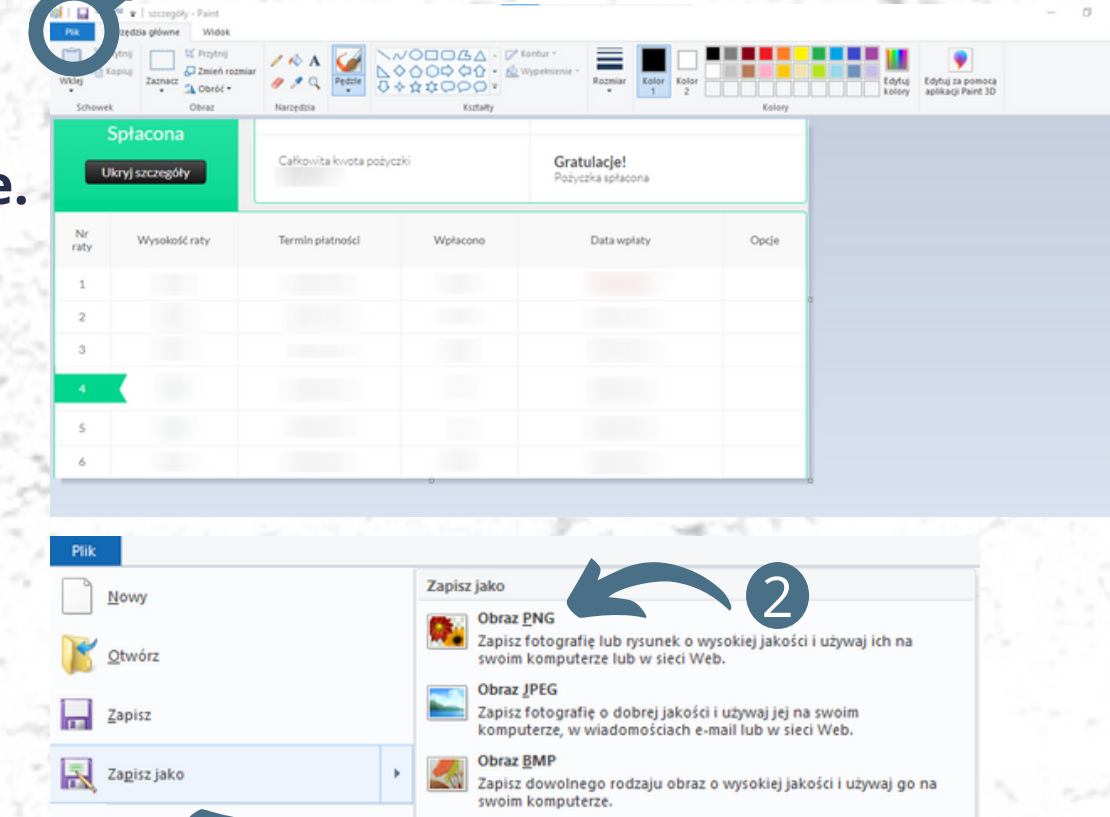 szczegóły - Paint
Plik
główne Widok
e.
Wklej
Kopiuj
Zaznacz
Przytnij
Zmień rozmiar
Obróć
A
Pędzle
Kontur
Wypełnienie
Rozmiar
Kolor 1
Kolor 2
Edytuj kolory
Edytuj za pomocą aplikacji Paint 3D
Schowek Obraz Narzędzia Kształty Kolory
Spłacona
Ukryj szczegóły
Całkowita kwota pożyczki
Gratulacje!
Pożyczka spłacona
Nr raty Wysokość raty Termin płatności Wpłacono Data wpłaty Opcje
1
2
3
4
5
6
Plik
Nowy
Otwórz
Zapisz
Zapisz jako
Zapisz jako
2
Obraz PNG
Zapisz fotografię lub rysunek o wysokiej jakości i używaj ich na
swoim komputerze lub w sieci Web.
Obraz JPEG
Zapisz fotografię o dobrej jakości i używaj jej na swoim
komputerze, w wiadomościach e-mail lub w sieci Web.
Obraz BMP
Zapisz dowolnego rodzaju obraz o wysokiej jakości i używaj go na
swoim komputerze.